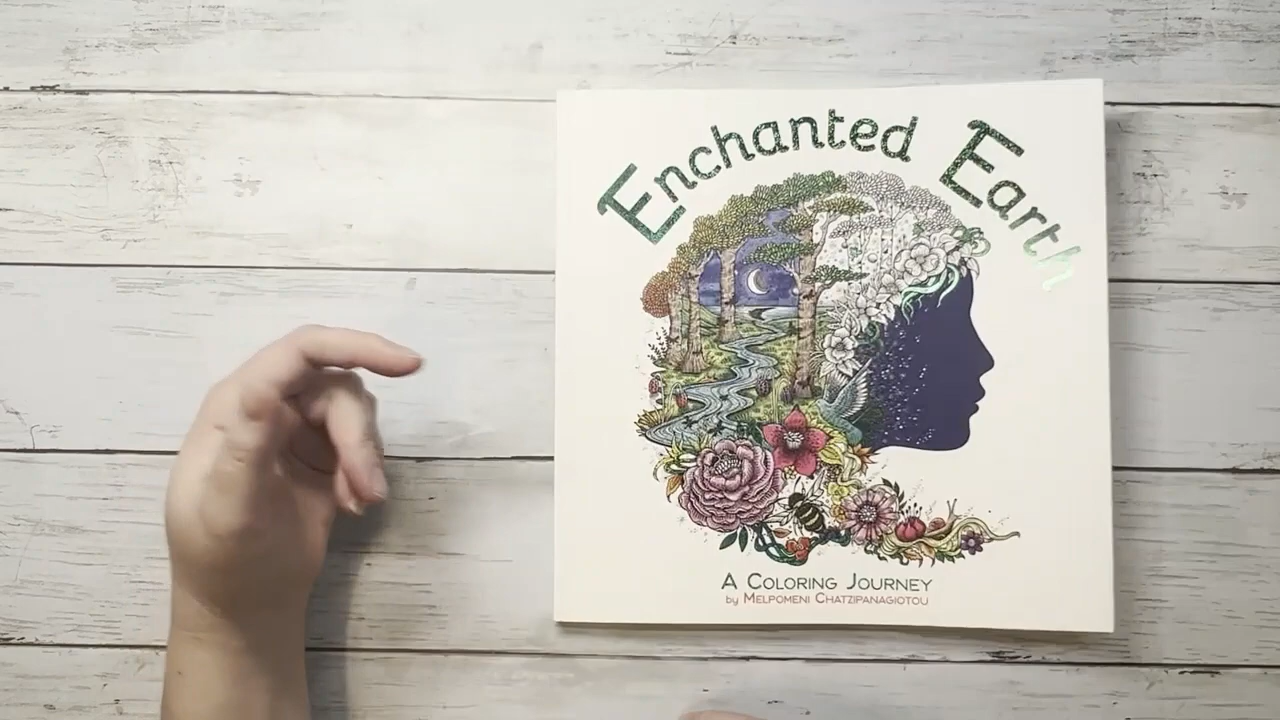 Enchanted Earth
A COLORING JOURNEY
by MELPOMENI CHATZIPANAGIOTOU